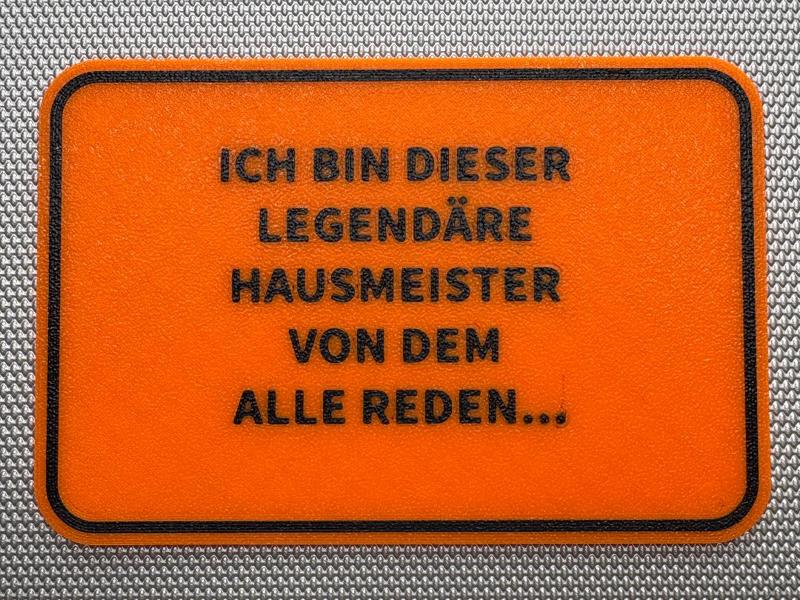 ICH BIN DIESER
LEGENDÄRE
HAUSMEISTER
VON DEM
ALLE REDEN...